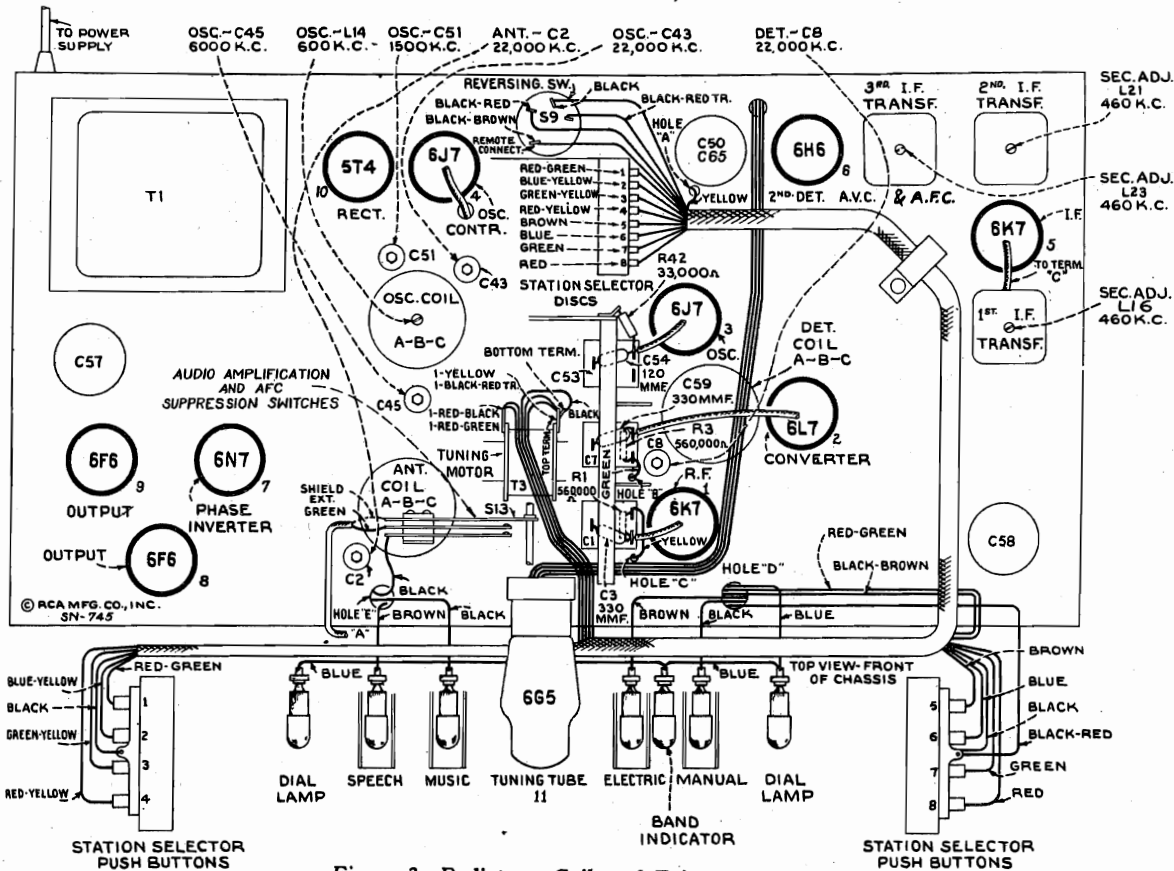 TO POWER
SUPPLY
OSC.-C45
6000 K.C.
OSC.-L14
600 K.C.
OSC.-C51
1500 K.C.
ANT.-C2
22,000 K.C.
OSC.-C43
22,000 K.C.
DET.-C8
22,000 K.C.
REVERSING. SW.
BLACK
BLACK-RED
BLACK-BROWN
S9
BLACK-RED TR.
REMOTE
CONNECT.
HOLE
"A"
C50
C65
3RD. I.F.
TRANSF.
2ND. I.F.
TRANSF.
SEC. ADJ.
L21
460 K.C.
T1
5T4
10
RECT.
6J7
4
OSC.
CONTR.
RED-GREEN
BLUE-YELLOW
GREEN-YELLOW
RED-YELLOW
BROWN
BLUE
GREEN
RED
1
2
3
4
5
6
7
8
YELLOW
6H6
6
2ND. DET. A.V.C. & A.F.C.
SEC. ADJ.
L23
460 K.C.
6K7
I.F.
5
TO TERM.
"C"
C51
C43
STATION SELECTOR
DISCS
R42
33,000Ω
OSC. COIL
A-B-C
6J7
3
OSC.
DET.
COIL
A-B-C
1ST. I.F.
TRANSF.
SEC. ADJ.
L16
460 K.C.
C57
BOTTOM TERM.
C53
C54
120
MMF.
AUDIO AMPLIFICATION
AND AFC
SUPPRESSION SWITCHES
1-YELLOW
1-BLACK-RED TR.
C59
330 MMF.
C45
1-RED-BLACK
1-RED-GREEN
BLACK
TOP TERM.
GREEN
C7
R3
560,000Ω
C8
6L7
2
CONVERTER
6F6
9
OUTPUT
6N7
7
PHASE
INVERTER
TUNING
MOTOR
T3
R1
560,000
Ω
HOLE "B"
R.F.
1
6K7
ANT.
COIL
A-B-C
SHIELD
EXT.
GREEN
S13
C1
YELLOW
C58
OUTPUT
6F6
8
C2
BLACK
HOLE "C"
HOLE "D"
RED-GREEN
BLACK-BROWN
C3
330
MMF.
© RCA MFG. CO., INC.
SN-745
HOLE "E"
"A"
BROWN
BLACK
BROWN
BLACK
BLUE
BLUE
BLUE
TOP VIEW-FRONT
OF CHASSIS
RED-GREEN
BLUE-YELLOW
BLACK
GREEN-YELLOW
RED-YELLOW
1
2
3
4
6G5
BROWN
BLUE
BLACK
BLACK-RED
GREEN
RED
5
6
7
8
DIAL
LAMP
SPEECH
MUSIC
TUNING TUBE
11
ELECTRIC
MANUAL
DIAL
LAMP
BAND
INDICATOR
STATION SELECTOR
PUSH BUTTONS
STATION SELECTOR
PUSH BUTTONS